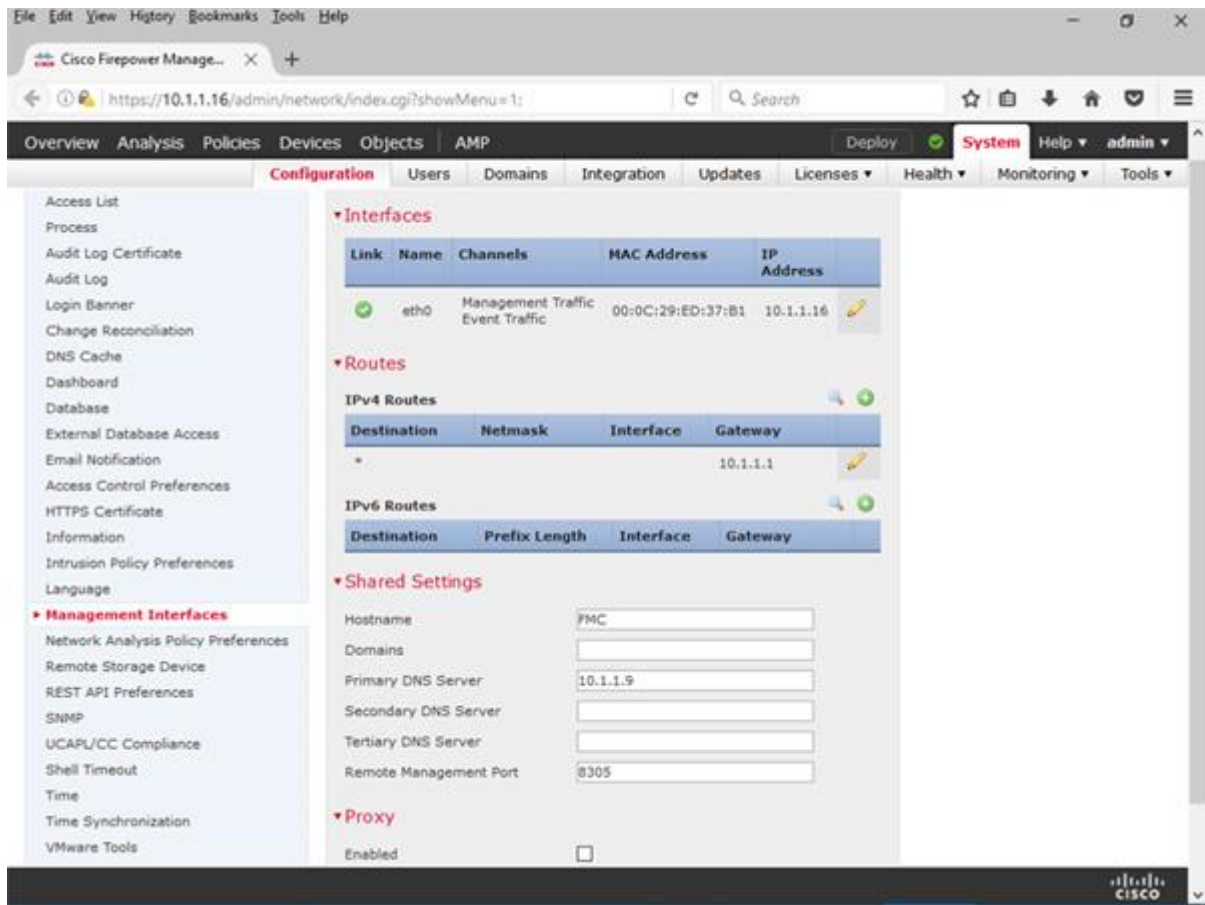 File Edit View History Bookmarks Tools Help
Cisco Firepower Manage...
https://10.1.1.16/admin/network/index.cgi?showMenu=1;
Search
Overview Analysis Policies Devices Objects AMP Deploy System Help admin
Configuration Users Domains Integration Updates Licenses Health Monitoring Tools
Access List
Process
Audit Log Certificate
Audit Log
Login Banner
Change Reconciliation
DNS Cache
Dashboard
Database
External Database Access
Email Notification
Access Control Preferences
HTTPS Certificate
Information
Intrusion Policy Preferences
Language
Management Interfaces
Network Analysis Policy Preferences
Remote Storage Device
REST API Preferences
SNMP
UCAPL/CC Compliance
Shell Timeout
Time
Time Synchronization
VMware Tools
Interfaces
Link Name Channels MAC Address IP Address
eth0 Management Traffic Event Traffic 00:0C:29:ED:37:B1 10.1.1.16
Routes
IPv4 Routes
Destination Netmask Interface Gateway
* 10.1.1.1
IPv6 Routes
Destination Prefix Length Interface Gateway
Shared Settings
Hostname FMC
Domains
Primary DNS Server 10.1.1.9
Secondary DNS Server
Tertiary DNS Server
Remote Management Port 8305
Proxy
Enabled
CISCO